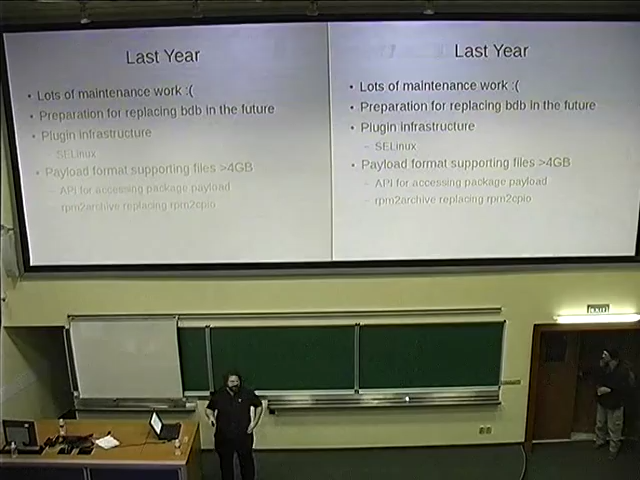 Last Year
• Lots of maintenance work :(
• Preparation for replacing bdb in the future
• Plugin infrastructure
– SELinux
• Payload format supporting files >4GB
– API for accessing package payload
– rpm2archive replacing rpm2cpio
Last Year
• Lots of maintenance work :(
• Preparation for replacing bdb in the future
• Plugin infrastructure
– SELinux
• Payload format supporting files >4GB
– API for accessing package payload
– rpm2archive replacing rpm2cpio
EXIT